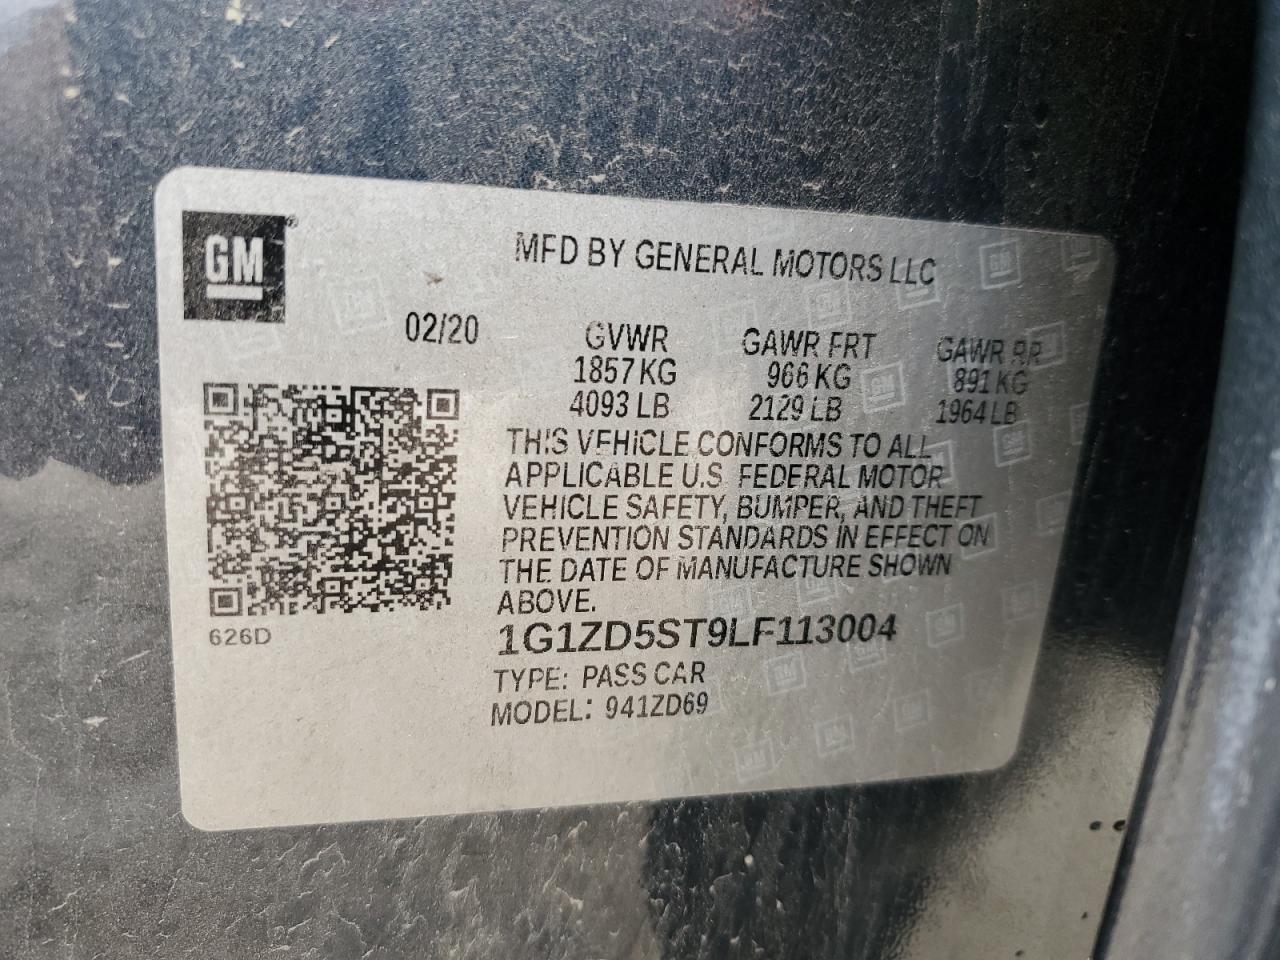 GM
MFD BY GENERAL MOTORS LLC
02/20 GVWR GAWR FRT GAWR RR
1857 KG 966 KG 891 KG
4093 LB 2129 LB 1964 LB
THIS VEHICLE CONFORMS TO ALL
APPLICABLE U.S. FEDERAL MOTOR
VEHICLE SAFETY, BUMPER, AND THEFT
PREVENTION STANDARDS IN EFFECT ON
THE DATE OF MANUFACTURE SHOWN
ABOVE.
626D
1G1ZD5ST9LF113004
TYPE: PASS CAR
MODEL: 941ZD69